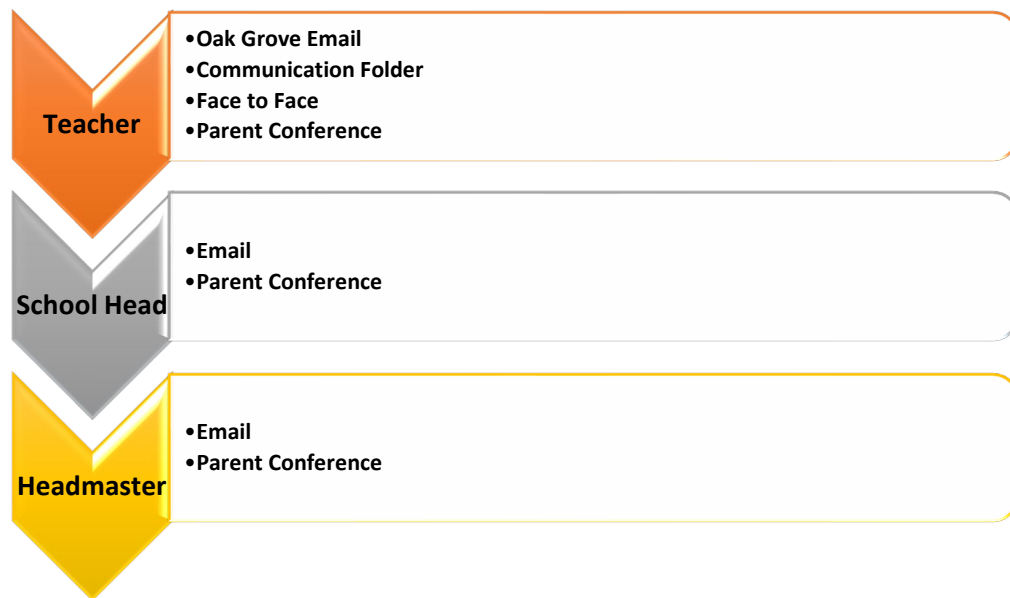 Teacher
•Oak Grove Email
•Communication Folder
•Face to Face
•Parent Conference
School Head
•Email
•Parent Conference
Headmaster
•Email
•Parent Conference